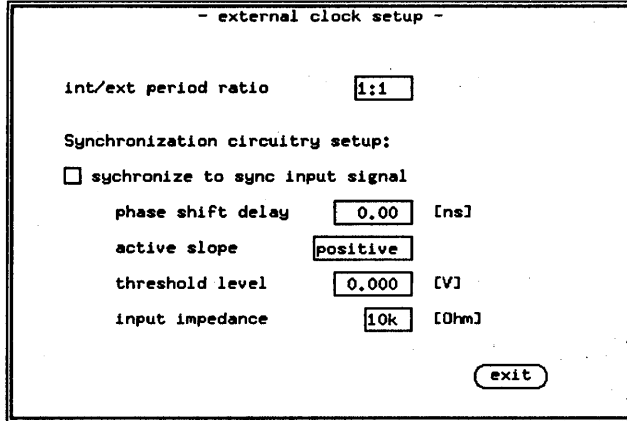 - external clock setup -
int/ext period ratio 1:1
Synchronization circuitry setup:
sychronize to sync input signal
phase shift delay 0.00 [ns]
active slope positive
threshold level 0.000 [V]
input impedance 10k [Ohm]
exit